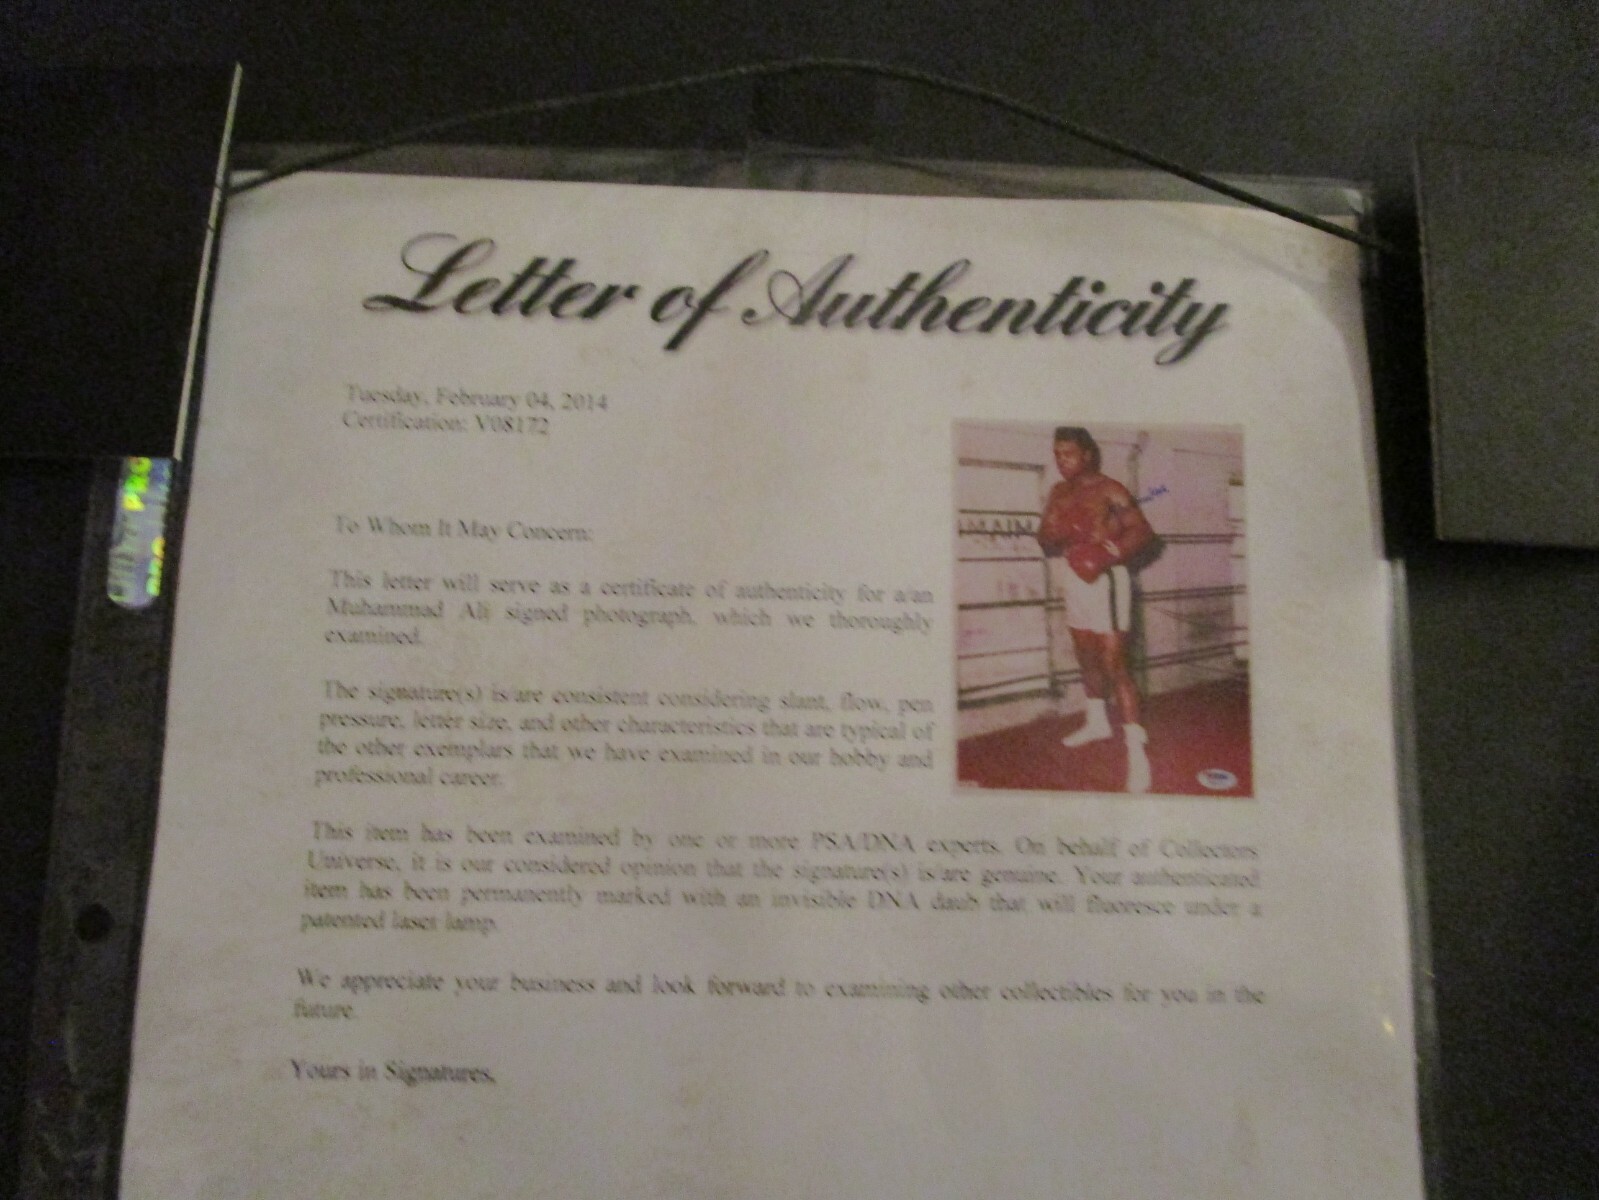 Letter of Authenticity
Tuesday, February 04, 2014
Certification: V08172
To Whom It May Concern:
This letter will serve as a certificate of authenticity for a/an
Muhammad Ali signed photograph, which we thoroughly
examined.
The signature(s) is/are consistent considering slant, flow, pen
pressure, letter size, and other characteristics that are typical of
the other exemplars that we have examined in our hobby and
professional career.
This item has been examined by one or more PSA/DNA experts. On behalf of Collectors
Universe, it is our considered opinion that the signature(s) is/are genuine. Your authenticated
item has been permanently marked with an invisible DNA daub that will fluoresce under a
patented laser lamp.
We appreciate your business and look forward to examining other collectibles for you in the
future.
Yours in Signatures,